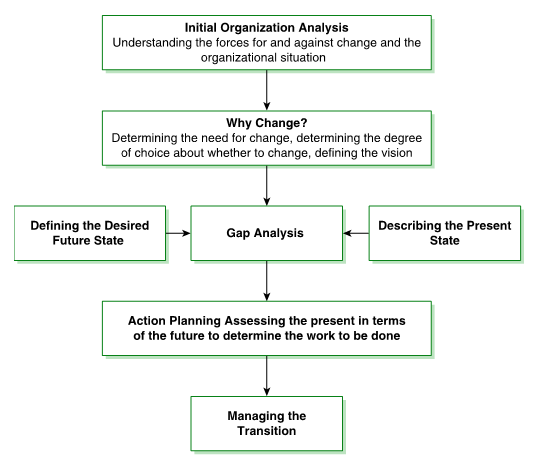 Initial Organization Analysis
Understanding the forces for and against change and the
organizational situation
Why Change?
Determining the need for change, determining the degree
of choice about whether to change, defining the vision
Defining the Desired
Future State
Gap Analysis
Describing the Present
State
Action Planning Assessing the present in terms
of the future to determine the work to be done
Managing the
Transition